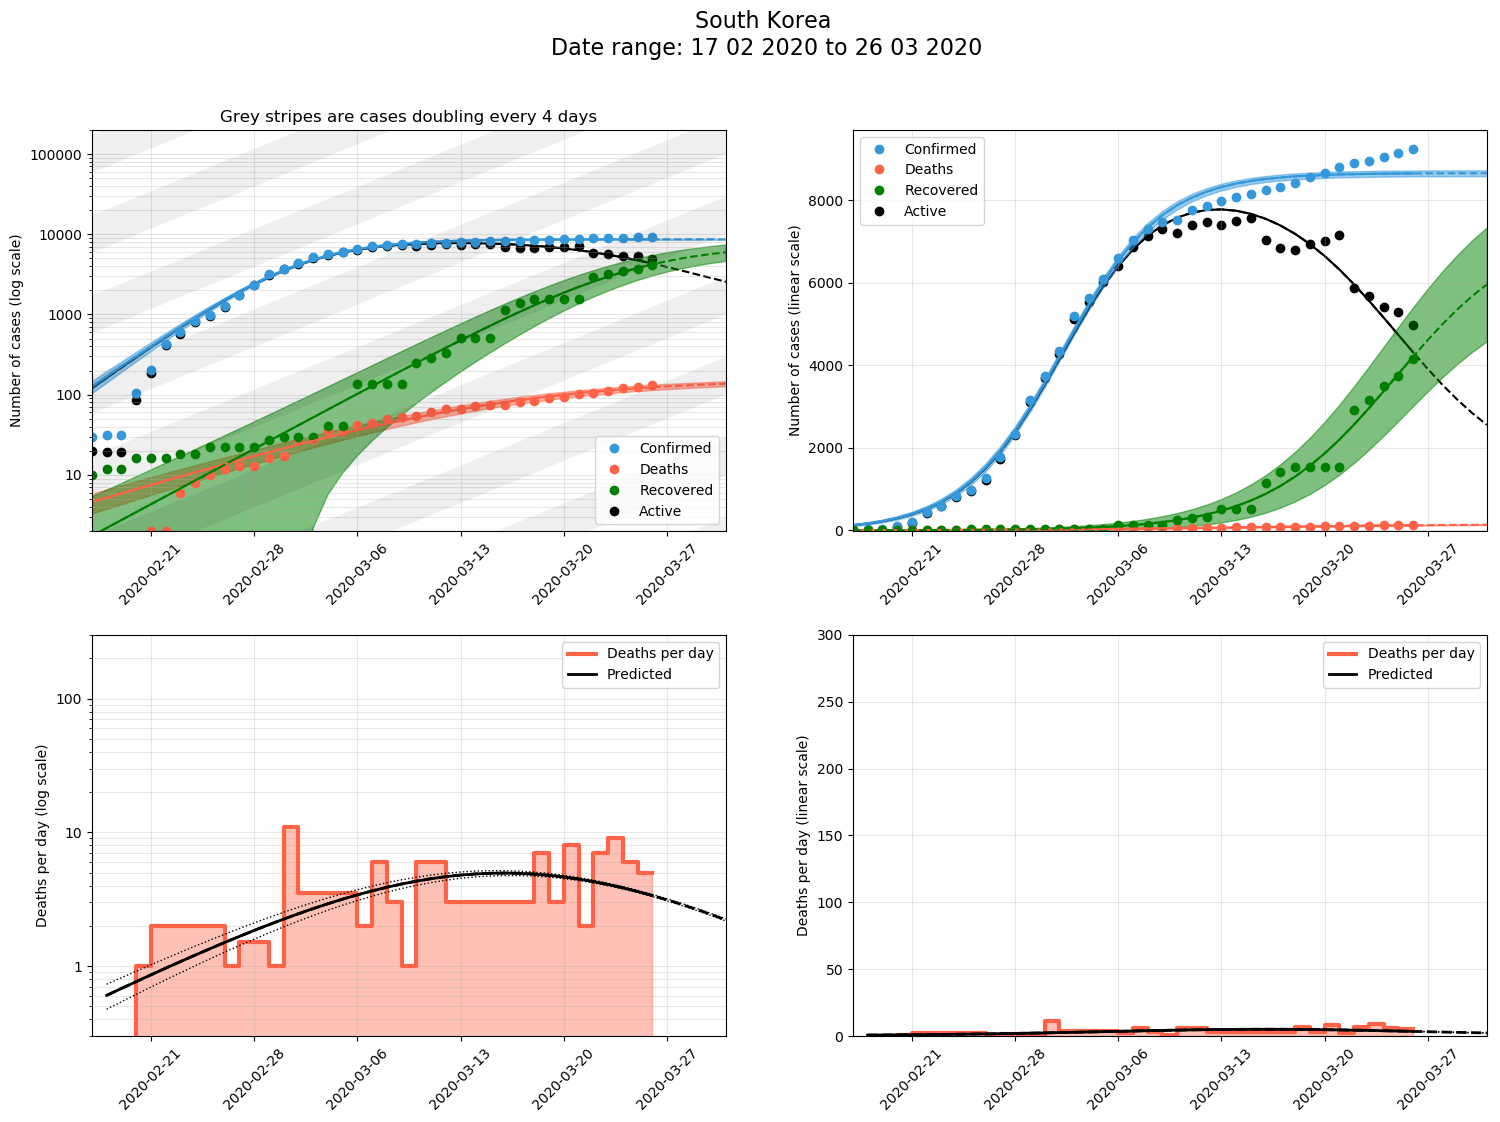 South Korea
Date range: 17 02 2020 to 26 03 2020
Grey stripes are cases doubling every 4 days
Number of cases (log scale)
100000
10000
1000
100
10
Confirmed
Deaths
Recovered
Active
2020-02-21
2020-02-28
2020-03-06
2020-03-13
2020-03-20
2020-03-27
Number of cases (linear scale)
8000
6000
4000
2000
0
Confirmed
Deaths
Recovered
Active
2020-02-21
2020-02-28
2020-03-06
2020-03-13
2020-03-20
2020-03-27
Deaths per day (log scale)
100
10
1
Deaths per day
Predicted
2020-02-21
2020-02-28
2020-03-06
2020-03-13
2020-03-20
2020-03-27
Deaths per day (linear scale)
300
250
200
150
100
50
0
Deaths per day
Predicted
2020-02-21
2020-02-28
2020-03-06
2020-03-13
2020-03-20
2020-03-27